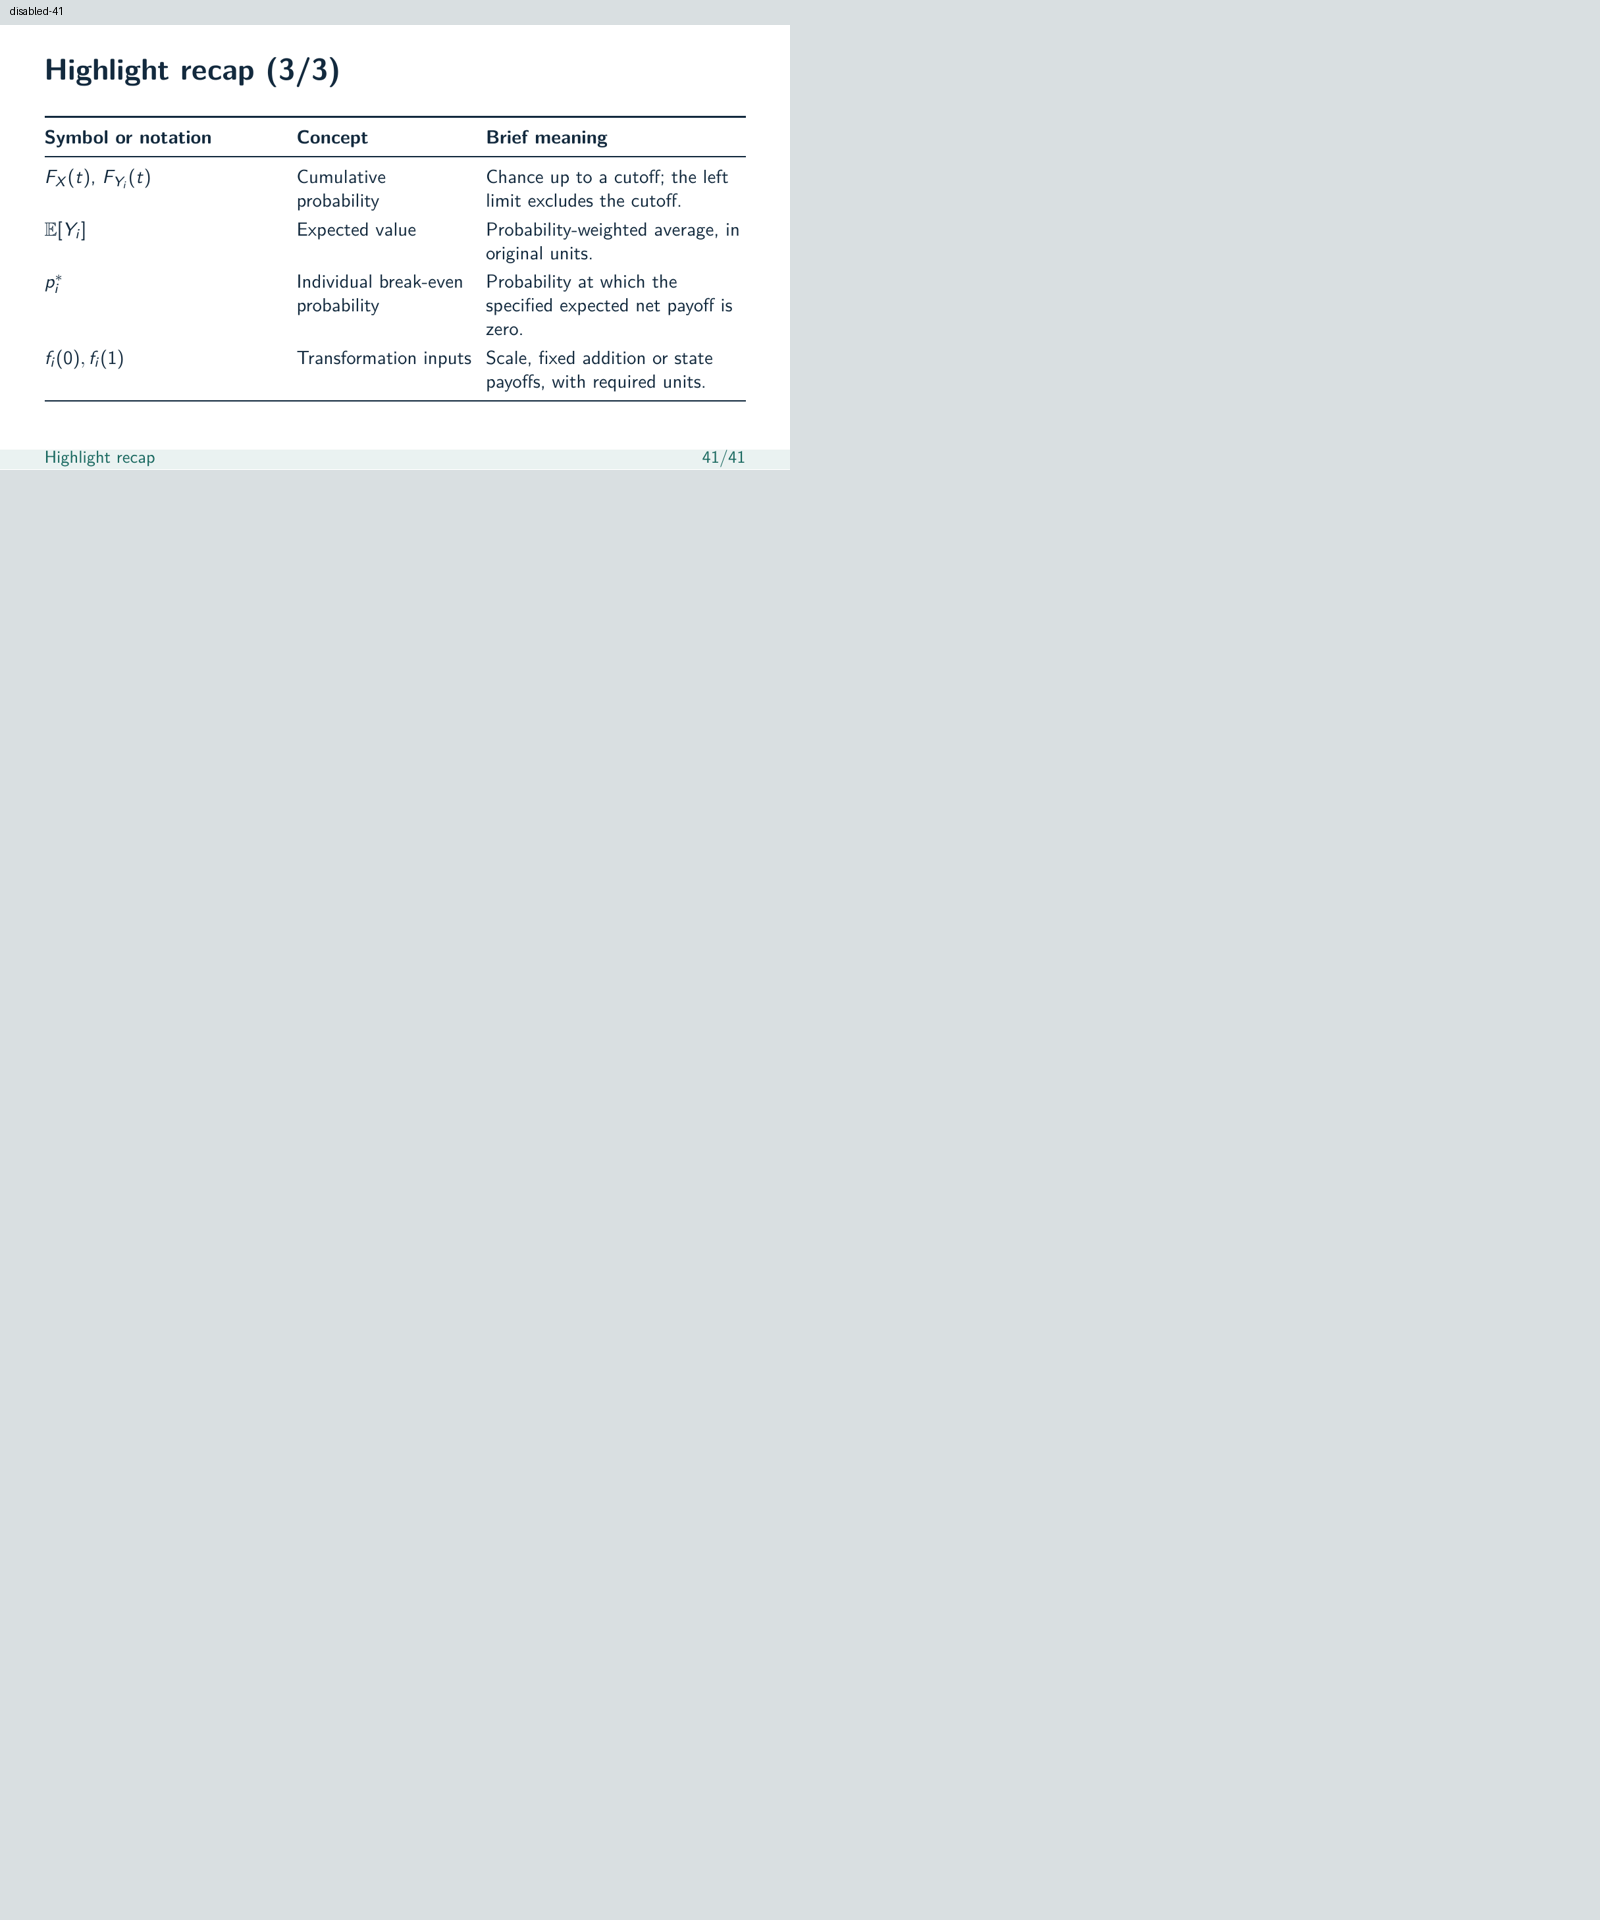 disabled-41
Highlight recap (3/3)
Symbol or notation Concept Brief meaning
F_X(t), F_{Y_i}(t) Cumulative Chance up to a cutoff; the left
probability limit excludes the cutoff.
𝔼[Y_i] Expected value Probability-weighted average, in
original units.
p_i^* Individual break-even Probability at which the
probability specified expected net payoff is
zero.
f_i(0), f_i(1) Transformation inputs Scale, fixed addition or state
payoffs, with required units.
Highlight recap 41/41